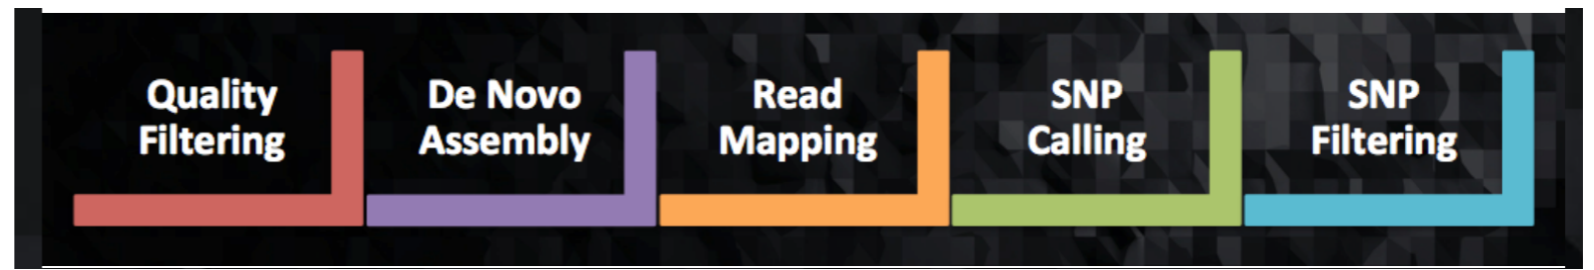 Quality
Filtering
De Novo
Assembly
Read
Mapping
SNP
Calling
SNP
Filtering